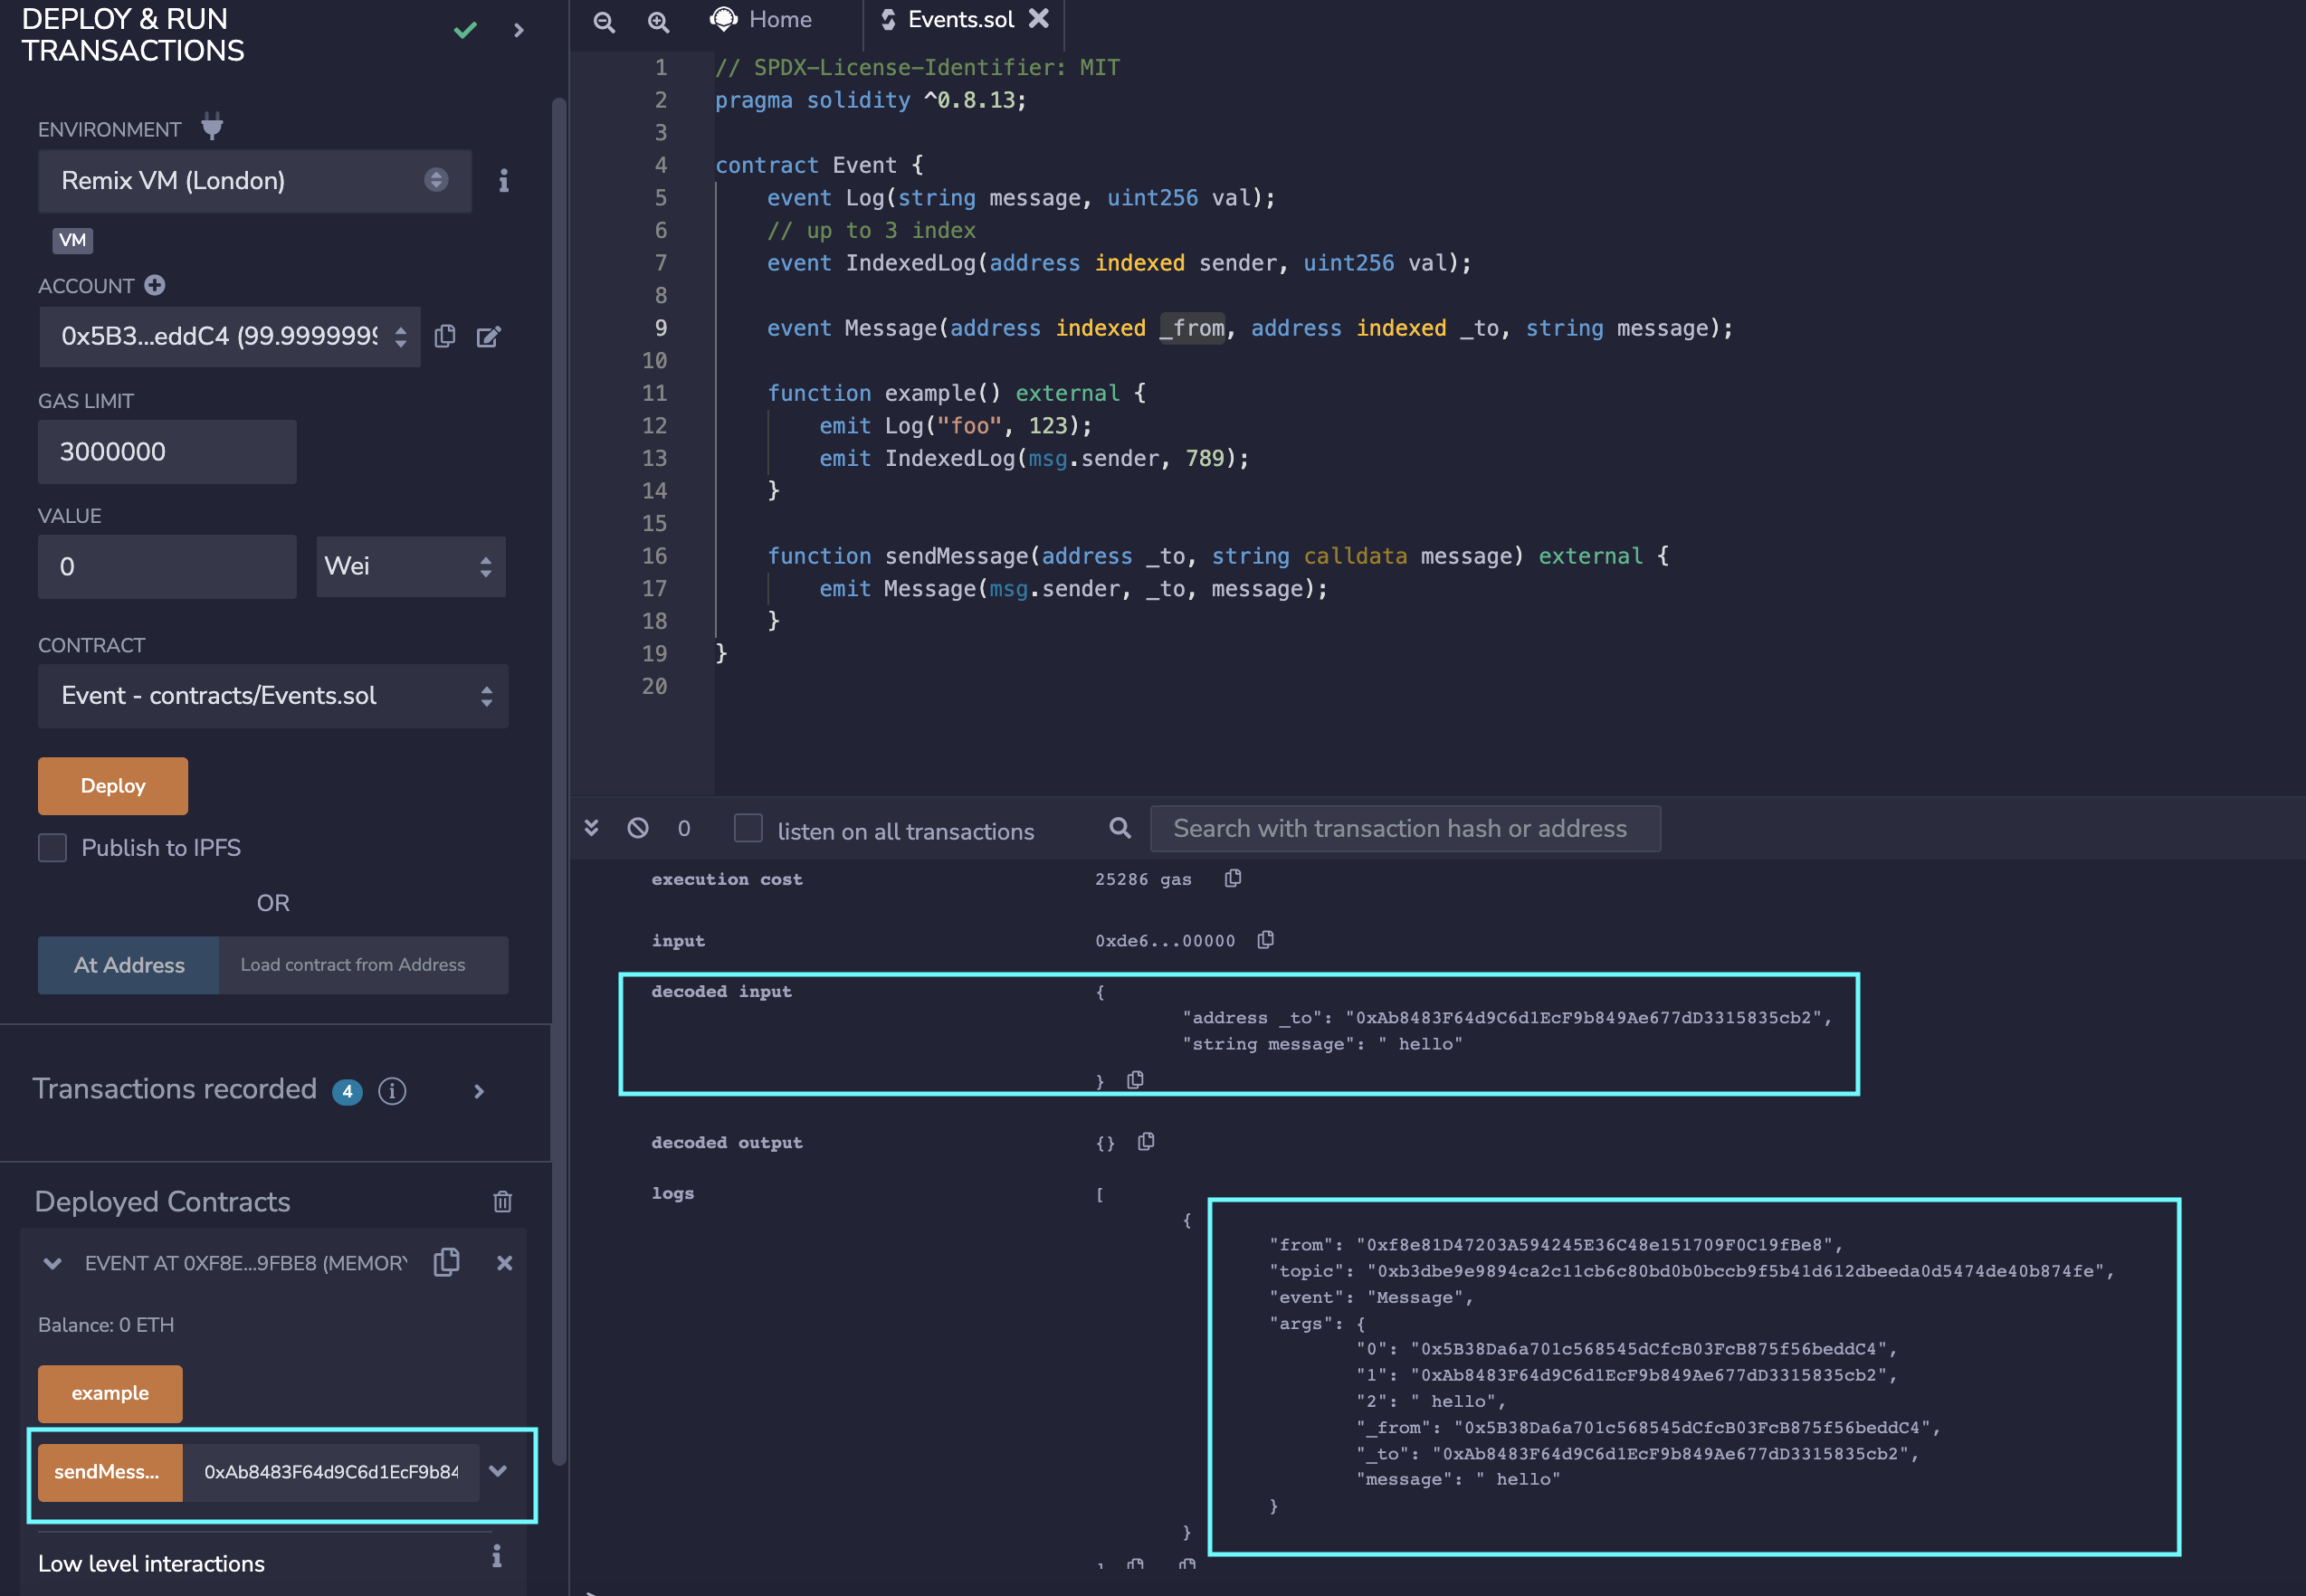 DEPLOY & RUN
TRANSACTIONS
ENVIRONMENT
Remix VM (London)
VM
ACCOUNT
0x5B3...eddC4 (99.9999999
GAS LIMIT
3000000
VALUE
0
Wei
CONTRACT
Event - contracts/Events.sol
Deploy
Publish to IPFS
OR
At Address
Load contract from Address
Transactions recorded 4
Deployed Contracts
EVENT AT 0XF8E...9FBE8 (MEMORY
Balance: 0 ETH
example
sendMess...
0xAb8483F64d9C6d1EcF9b84
Low level interactions
Home
Events.sol
1 // SPDX-License-Identifier: MIT
2 pragma solidity ^0.8.13;
3
4 contract Event {
5 event Log(string message, uint256 val);
6 // up to 3 index
7 event IndexedLog(address indexed sender, uint256 val);
8
9 event Message(address indexed _from, address indexed _to, string message);
10
11 function example() external {
12 emit Log("foo", 123);
13 emit IndexedLog(msg.sender, 789);
14 }
15
16 function sendMessage(address _to, string calldata message) external {
17 emit Message(msg.sender, _to, message);
18 }
19 }
20
0
listen on all transactions
Search with transaction hash or address
execution cost 25286 gas
input 0xde6...00000
decoded input {
"address _to": "0xAb8483F64d9C6d1EcF9b849Ae677dD3315835cb2",
"string message": " hello"
}
decoded output {}
logs [
{
"from": "0xf8e81D47203A594245E36C48e151709F0C19fBe8",
"topic": "0xb3dbe9e9894ca2c11cb6c80bd0b0bccb9f5b41d612dbeeda0d5474de40b874fe",
"event": "Message",
"args": {
"0": "0x5B38Da6a701c568545dCfcB03FcB875f56beddC4",
"1": "0xAb8483F64d9C6d1EcF9b849Ae677dD3315835cb2",
"2": " hello",
"_from": "0x5B38Da6a701c568545dCfcB03FcB875f56beddC4",
"_to": "0xAb8483F64d9C6d1EcF9b849Ae677dD3315835cb2",
"message": " hello"
}
}